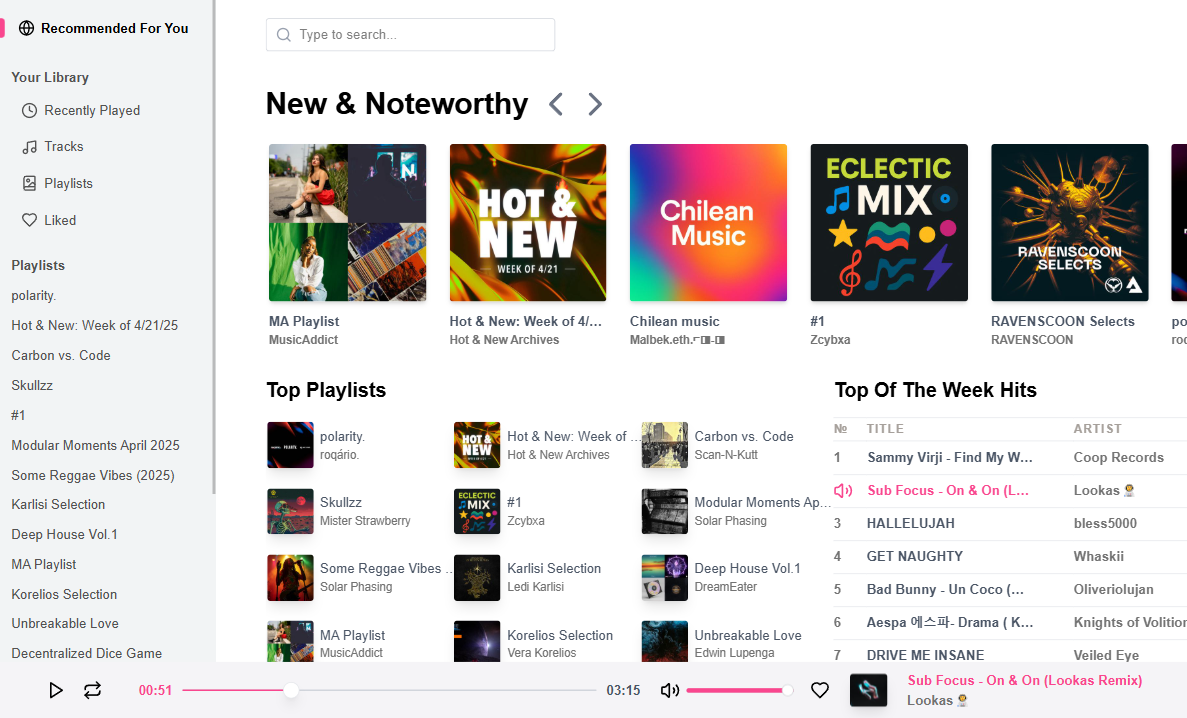 Recommended For You
Your Library
Recently Played
Tracks
Playlists
Liked
Playlists
polarity.
Hot & New: Week of 4/21/25
Carbon vs. Code
Skullzz
#1
Modular Moments April 2025
Some Reggae Vibes (2025)
Karlisi Selection
Deep House Vol.1
MA Playlist
Korelios Selection
Unbreakable Love
Decentralized Dice Game
Type to search...
New & Noteworthy
HOT &
NEW
WEEK OF 4/21
Chilean
Music
ECLECTIC
MIX
RAVENSCOON
SELECTS
MA Playlist
MusicAddict
Hot & New: Week of 4/...
Hot & New Archives
Chilean music
Malbek.eth.
#1
Zcybxa
RAVENSCOON Selects
RAVENSCOON
po
roq
Top Playlists
polarity.
roqário.
Hot & New: Week of ...
Hot & New Archives
Carbon vs. Code
Scan-N-Kutt
Skullzz
Mister Strawberry
#1
Zcybxa
Modular Moments Ap...
Solar Phasing
Some Reggae Vibes ...
Solar Phasing
Karlisi Selection
Ledi Karlisi
Deep House Vol.1
DreamEater
MA Playlist
MusicAddict
Korelios Selection
Vera Korelios
Unbreakable Love
Edwin Lupenga
Top Of The Week Hits
№ TITLE ARTIST
1 Sammy Virji - Find My W... Coop Records
Sub Focus - On & On (L... Lookas 👨‍🚀
3 HALLELUJAH bless5000
4 GET NAUGHTY Whaskii
5 Bad Bunny - Un Coco (... Oliveriolujan
6 Aespa 에스파- Drama ( K... Knights of Volition
7 DRIVE ME INSANE Veiled Eye
00:51
03:15
Sub Focus - On & On (Lookas Remix)
Lookas 👨‍🚀